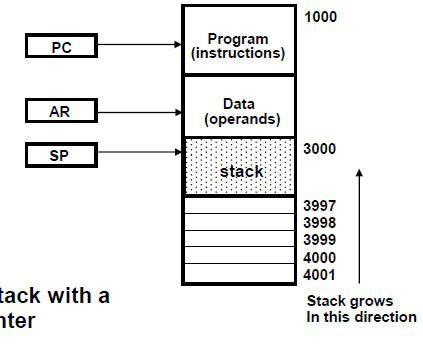 1000
PC
Program
(instructions)
AR
Data
(operands)
SP
3000
stack
3997
3998
3999
4000
4001
Stack grows
In this direction
tack with a
nter